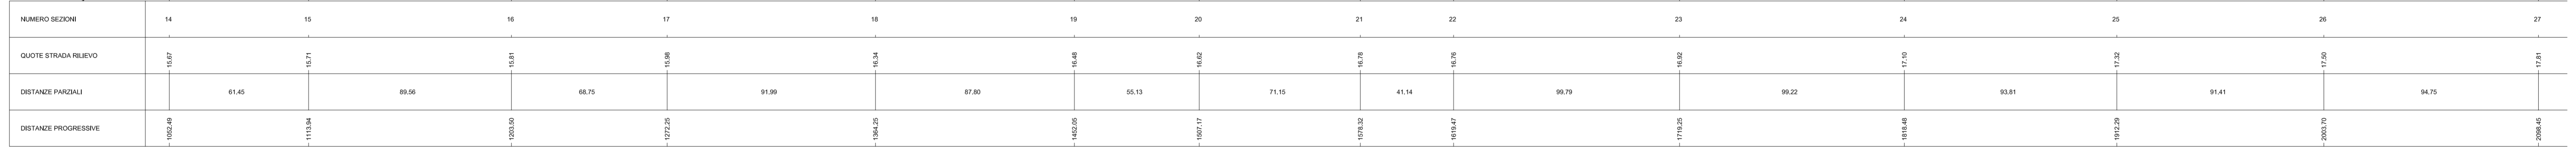 NUMERO SEZIONI 14 15 16 17 18 19 20 21 22 23 24 25 26 27
QUOTE STRADA RILIEVO 15.67 15.71 15.81 15.98 16.34 16.48 16.62 16.78 16.76 16.92 17.10 17.32 17.50 17.81
DISTANZE PARZIALI 61.45 89.56 68.75 91.99 87.80 55.13 71.15 41.14 99.79 99.22 93.81 91.41 94.75
DISTANZE PROGRESSIVE 1052.49 1113.94 1203.50 1272.25 1364.25 1452.05 1507.17 1578.32 1619.47 1719.25 1818.48 1912.29 2003.70 2098.45